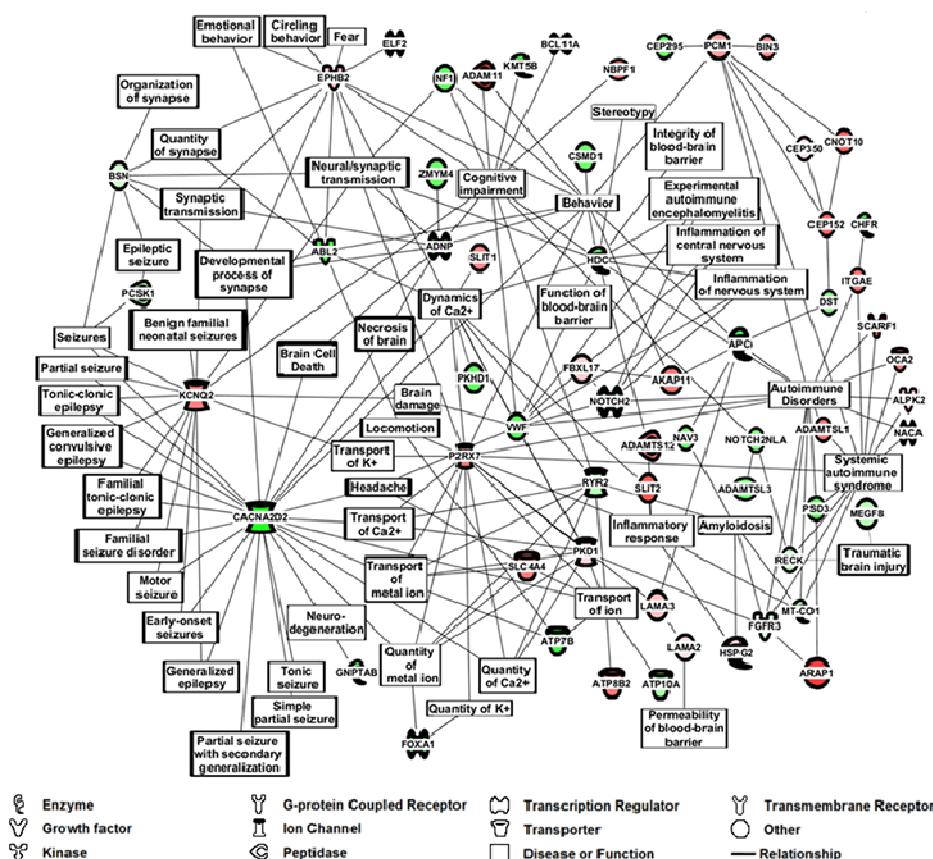 Emotional
behavior
Circling
behavior
Fear
ELF2
BCL11A
CEP295
PCM1
BIN3
EPHB2
NF1
ADAM11
KMT5B
NBPF1
Organization
of synapse
Stereotypy
Quantity
of synapse
Integrity of
blood-brain
barrier
CEP350
CNOT10
BSN
Neural/synaptic
transmission
ZMYM4
Cognitive
impairment
CSMD1
Synaptic
transmission
Behavior
Experimental
autoimmune
encephalomyelitis
CEP152
CHFR
Epileptic
seizure
ABL2
ADNP
SLIT1
HDC
Inflammation of
central nervous
system
Developmental
process of
synapse
Inflammation
of nervous system
ITGAE
PCSK1
Dynamics
of Ca2+
Function of
blood-brain
barrier
DST
Seizures
Benign familial
neonatal seizures
Necrosis
of brain
SCARF1
Brain Cell
Death
APC
OCA2
Partial seizure
PKHD1
FBXL17
AKAP11
Tonic-clonic
epilepsy
KCNQ2
Brain
damage
NOTCH2
Autoimmune
Disorders
ALPK2
Locomotion
VWF
ADAMTS12
NAV3
NOTCH2NLA
ADAMTSL1
NACA
Generalized
convulsive
epilepsy
Transport
of K+
P2RX7
Systemic
autoimmune
syndrome
Familial
tonic-clonic
epilepsy
Headache
RYR2
SLIT2
ADAMTSL3
PSD3
MEGF8
CACNA2D2
Transport
of Ca2+
Inflammatory
response
Amyloidosis
Familial
seizure disorder
PKD1
RECK
Traumatic
brain injury
Motor
seizure
Transport
of metal ion
SLC4A4
Transport
of ion
LAMA3
MT-CO1
Early-onset
seizures
Neuro-
degeneration
ATP7B
LAMA2
HSPG2
FGFR3
Generalized
epilepsy
Tonic
seizure
GNPTAB
Quantity
of metal ion
Quantity
of Ca2+
ATP8B2
ATP10A
ARAP1
Simple
partial seizure
Quantity of K+
Permeability
of blood-brain
barrier
Partial seizure
with secondary
generalization
FOXA1
Enzyme
G-protein Coupled Receptor
Transcription Regulator
Transmembrane Receptor
Growth factor
Ion Channel
Transporter
Other
Kinase
Peptidase
Disease or Function
Relationship